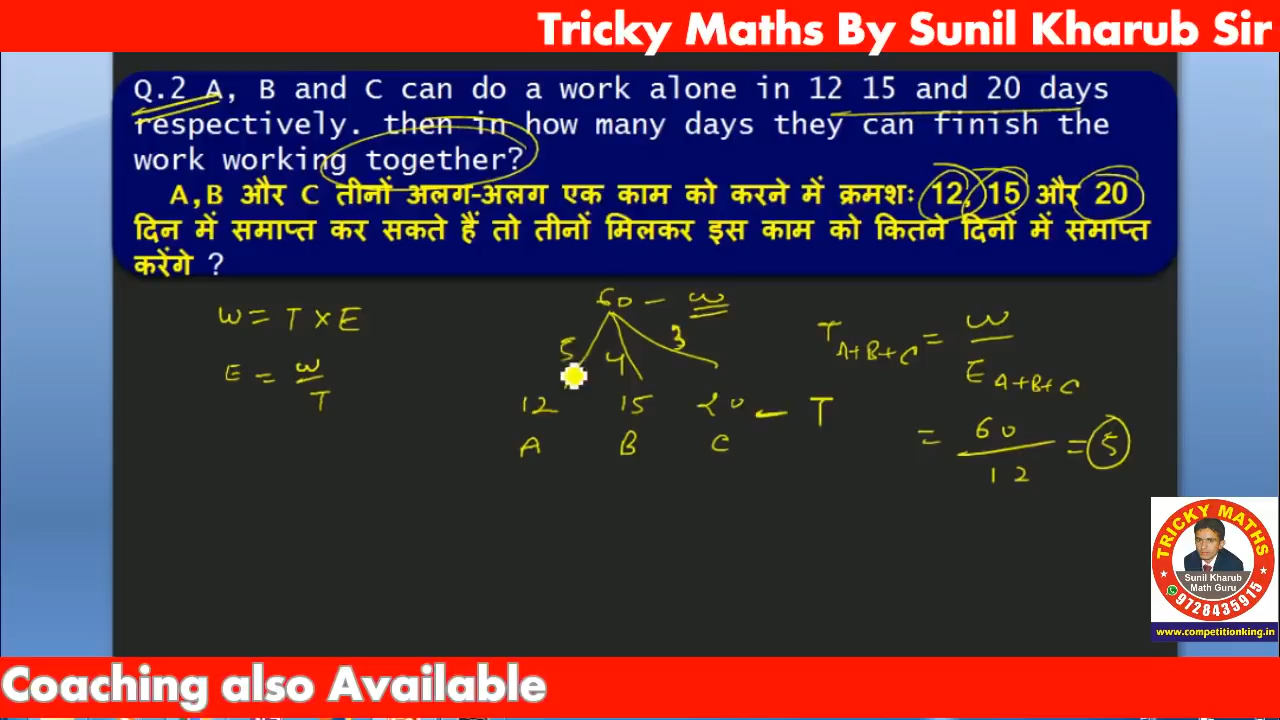 Tricky Maths By Sunil Kharub Sir
Q.2 A, B and C can do a work alone in 12 15 and 20 days
respectively. then in how many days they can finish the
work working together?
A,B और C तीनों अलग-अलग एक काम को करने में क्रमशः 12, 15 और 20
दिन में समाप्त कर सकते हैं तो तीनों मिलकर इस काम को कितने दिनों में समाप्त
करेंगे ?
W = T × E
E = W/T
60 – W
5 4 3
12 15 20 – T
A B C
T A+B+C = W / E A+B+C
= 60/12 = 5
TRICKY MATHS
Sunil Kharub
Math Guru
9728435915
www.competitionking.in
Coaching also Available